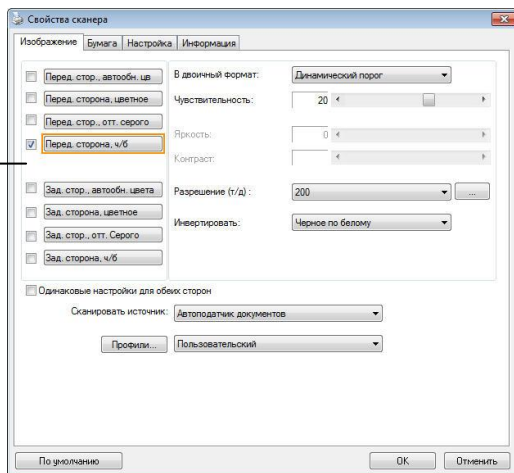 Свойства сканера
Изображение Бумага Настройка Информация
Перед. стор., автообн. цв
Перед. сторона, цветное
Перед. стор., отт. серого
Перед. сторона, ч/б
Зад. стор., автообн. цвета
Зад. сторона, цветное
Зад. стор., отт. Серого
Зад. сторона, ч/б
В двоичный формат: Динамический порог
Чувствительность: 20
Яркость: 0
Контраст:
Разрешение (т/д) : 200 ...
Инвертировать: Черное по белому
Одинаковые настройки для обеих сторон
Сканировать источник: Автоподатчик документов
Профили... Пользовательский
По умолчанию OK Отменить